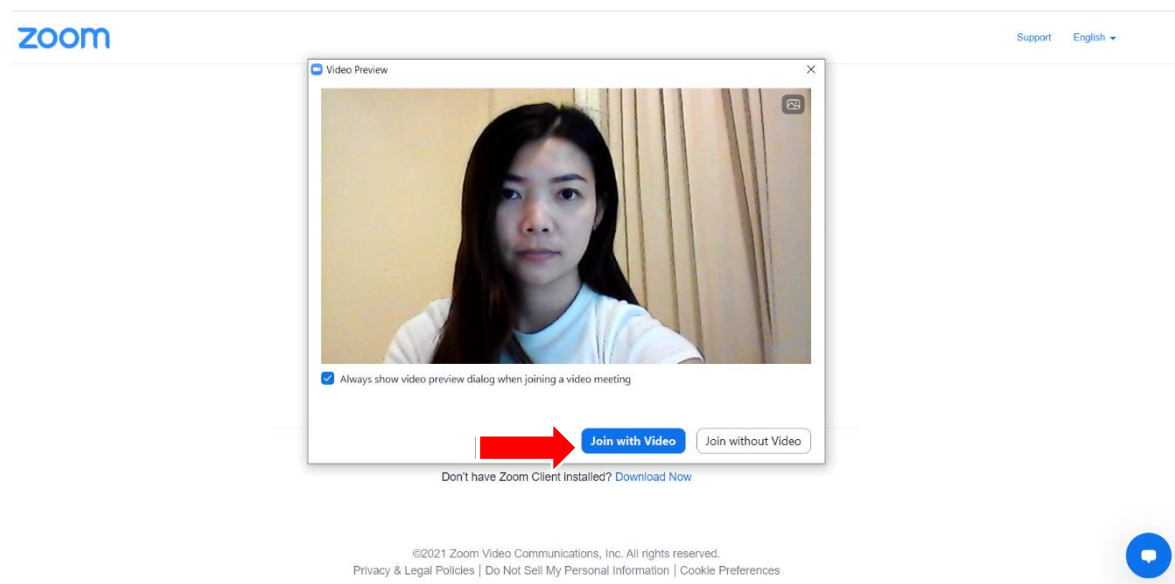 zoom
Support English
Video Preview
Always show video preview dialog when joining a video meeting
Join with Video Join without Video
Don't have Zoom Client installed? Download Now
©2021 Zoom Video Communications, Inc. All rights reserved.
Privacy & Legal Policies | Do Not Sell My Personal Information | Cookie Preferences